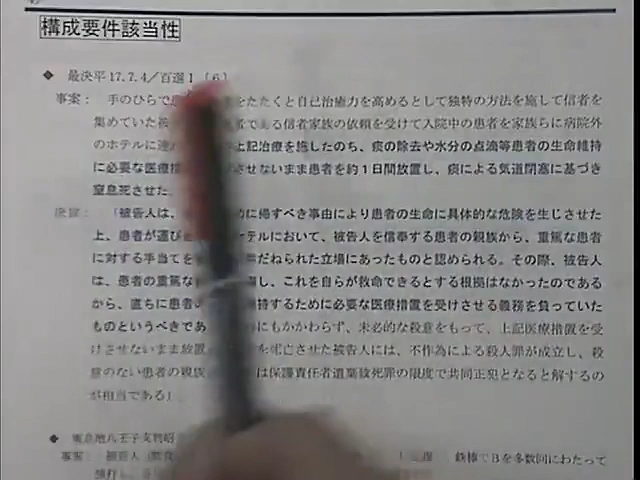 構成要件該当性
◆ 最決平17.7.4/百選Ⅰ〔6〕
事案： 手のひらで をたたくと自己治癒力を高めるとして独特の方法を施して信者を
集めていた被 者である信者家族の依頼を受けて入院中の患者を家族らに病院外
のホテルに連 上記治療を施したのち、痰の除去や水分の点滴等患者の生命維持
に必要な医療措 させないまま患者を約1日間放置し、痰による気道閉塞に基づき
窒息死させた
決旨： 「被告人は、 に帰すべき事由により患者の生命に具体的な危険を生じさせた
上、患者が運び テルにおいて、被告人を信奉する患者の親族から、重篤な患者
に対する手当てを だねられた立場にあったものと認められる。その際、被告人
は、患者の重篤な し、これを自らが救命できるとする根拠はなかったのである
から、直ちに患者 維持するために必要な医療措置を受けさせる義務を負っていた
ものというべきであ にもかかわらず、未必的な殺意をもって、上記医療措置を受
けさせないまま放置 を死亡させた被告人には、不作為による殺人罪が成立し、殺
意のない患者の親族 は保護責任者遺棄致死罪の限度で共同正犯となると解するの
が相当である」
◆ 東京地八王子支判昭
事案： 被告人 鉄棒でBを多数回にわたって
殴打し、